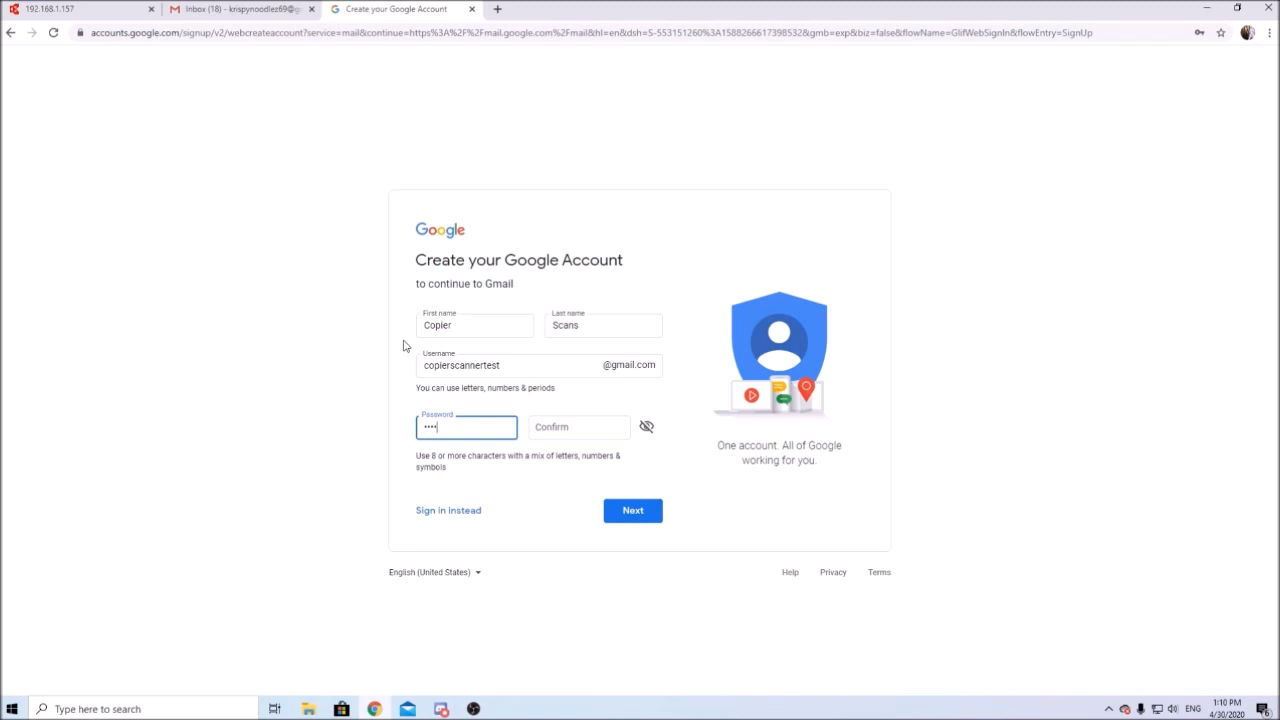 192.168.1.157
Inbox (18) - krispynoodlez69@g
Create your Google Account
accounts.google.com/signup/v2/webcreateaccount?service=mail&continue=https%3A%2F%2Fmail.google.com%2Fmail&hl=en&dsh=S-553151260%3A1588266617398532&gmb=exp&biz=false&flowName=GlifWebSignIn&flowEntry=SignUp
Google
Create your Google Account
to continue to Gmail
First name
Last name
Copier
Scans
Username
copierscannertest
@gmail.com
You can use letters, numbers & periods
Password
••••
Confirm
Use 8 or more characters with a mix of letters, numbers &
symbols
One account. All of Google
working for you.
Sign in instead
Next
English (United States)
Help
Privacy
Terms
Type here to search
ENG
1:10 PM
4/30/2020